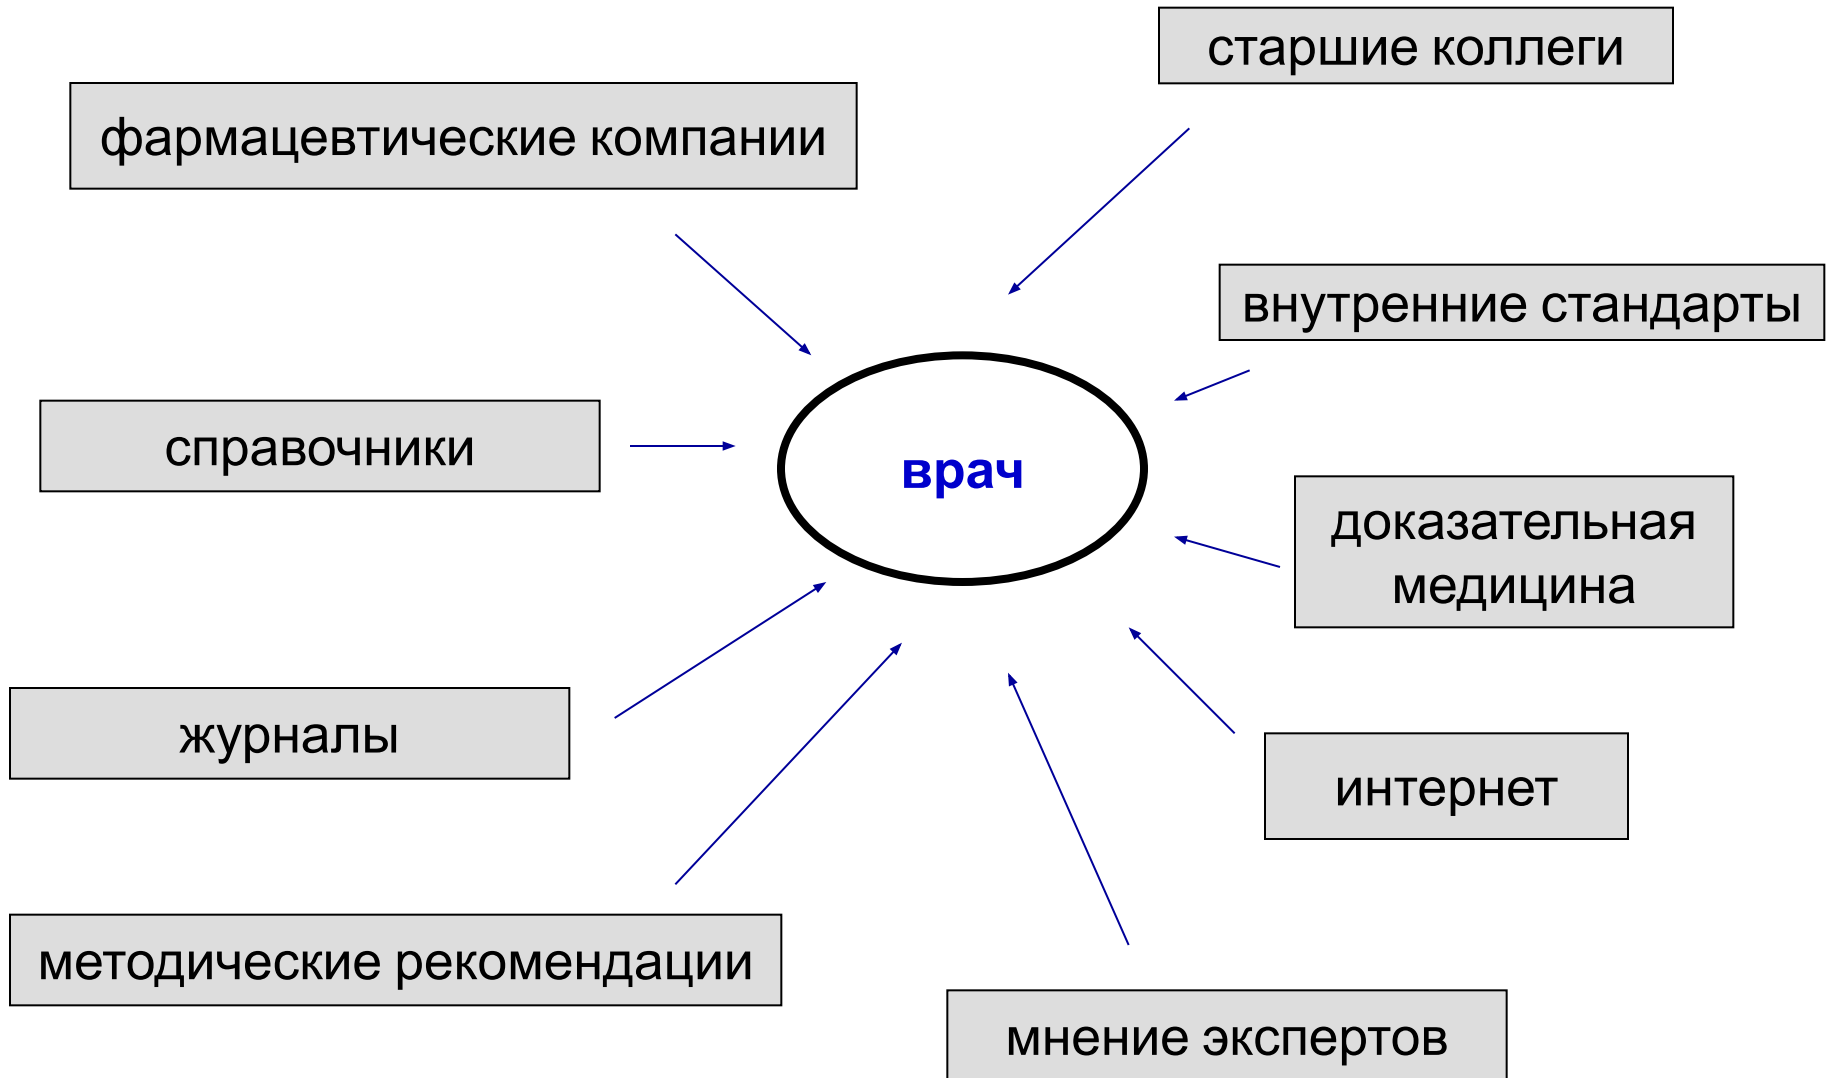 старшие коллеги
фармацевтические компании
внутренние стандарты
справочники
врач
доказательная
медицина
журналы
интернет
методические рекомендации
мнение экспертов